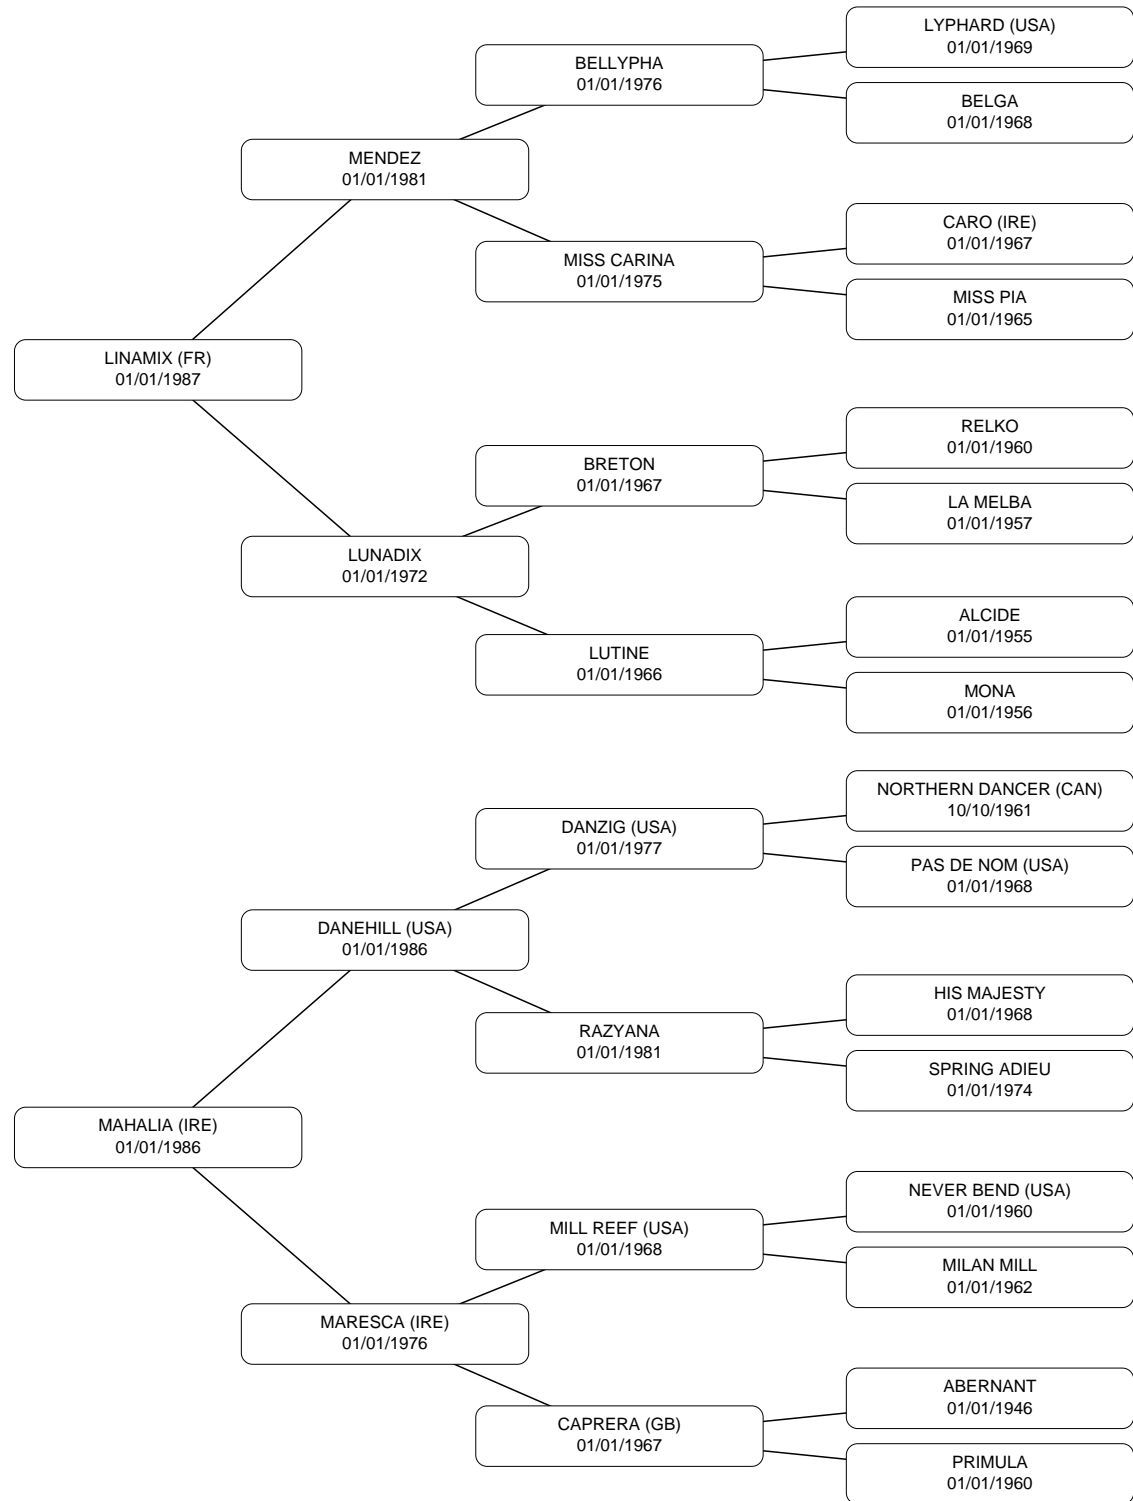 LYPHARD (USA)
01/01/1969
BELLYPHA
01/01/1976
BELGA
01/01/1968
MENDEZ
01/01/1981
CARO (IRE)
01/01/1967
MISS CARINA
01/01/1975
MISS PIA
01/01/1965
LINAMIX (FR)
01/01/1987
RELKO
01/01/1960
BRETON
01/01/1967
LA MELBA
01/01/1957
LUNADIX
01/01/1972
ALCIDE
01/01/1955
LUTINE
01/01/1966
MONA
01/01/1956
NORTHERN DANCER (CAN)
10/10/1961
DANZIG (USA)
01/01/1977
PAS DE NOM (USA)
01/01/1968
DANEHILL (USA)
01/01/1986
HIS MAJESTY
01/01/1968
RAZYANA
01/01/1981
SPRING ADIEU
01/01/1974
MAHALIA (IRE)
01/01/1986
NEVER BEND (USA)
01/01/1960
MILL REEF (USA)
01/01/1968
MILAN MILL
01/01/1962
MARESCA (IRE)
01/01/1976
ABERNANT
01/01/1946
CAPRERA (GB)
01/01/1967
PRIMULA
01/01/1960